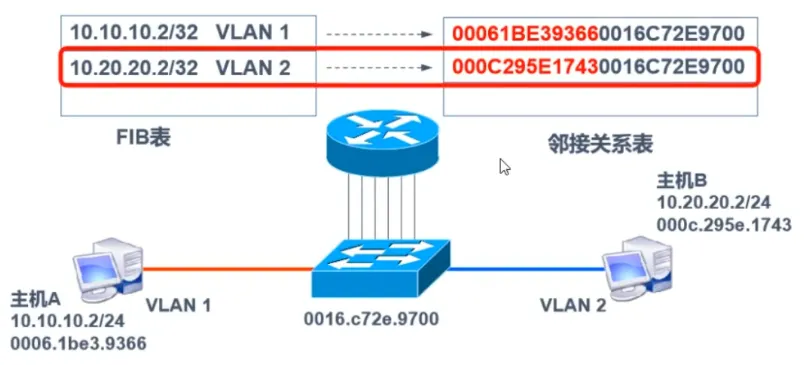 10.10.10.2/32 VLAN 1
00061BE393660016C72E9700
10.20.20.2/32 VLAN 2
000C295E17430016C72E9700
FIB表
邻接关系表
主机B
10.20.20.2/24
000c.295e.1743
VLAN 1
VLAN 2
主机A
10.10.10.2/24
0006.1be3.9366
0016.c72e.9700